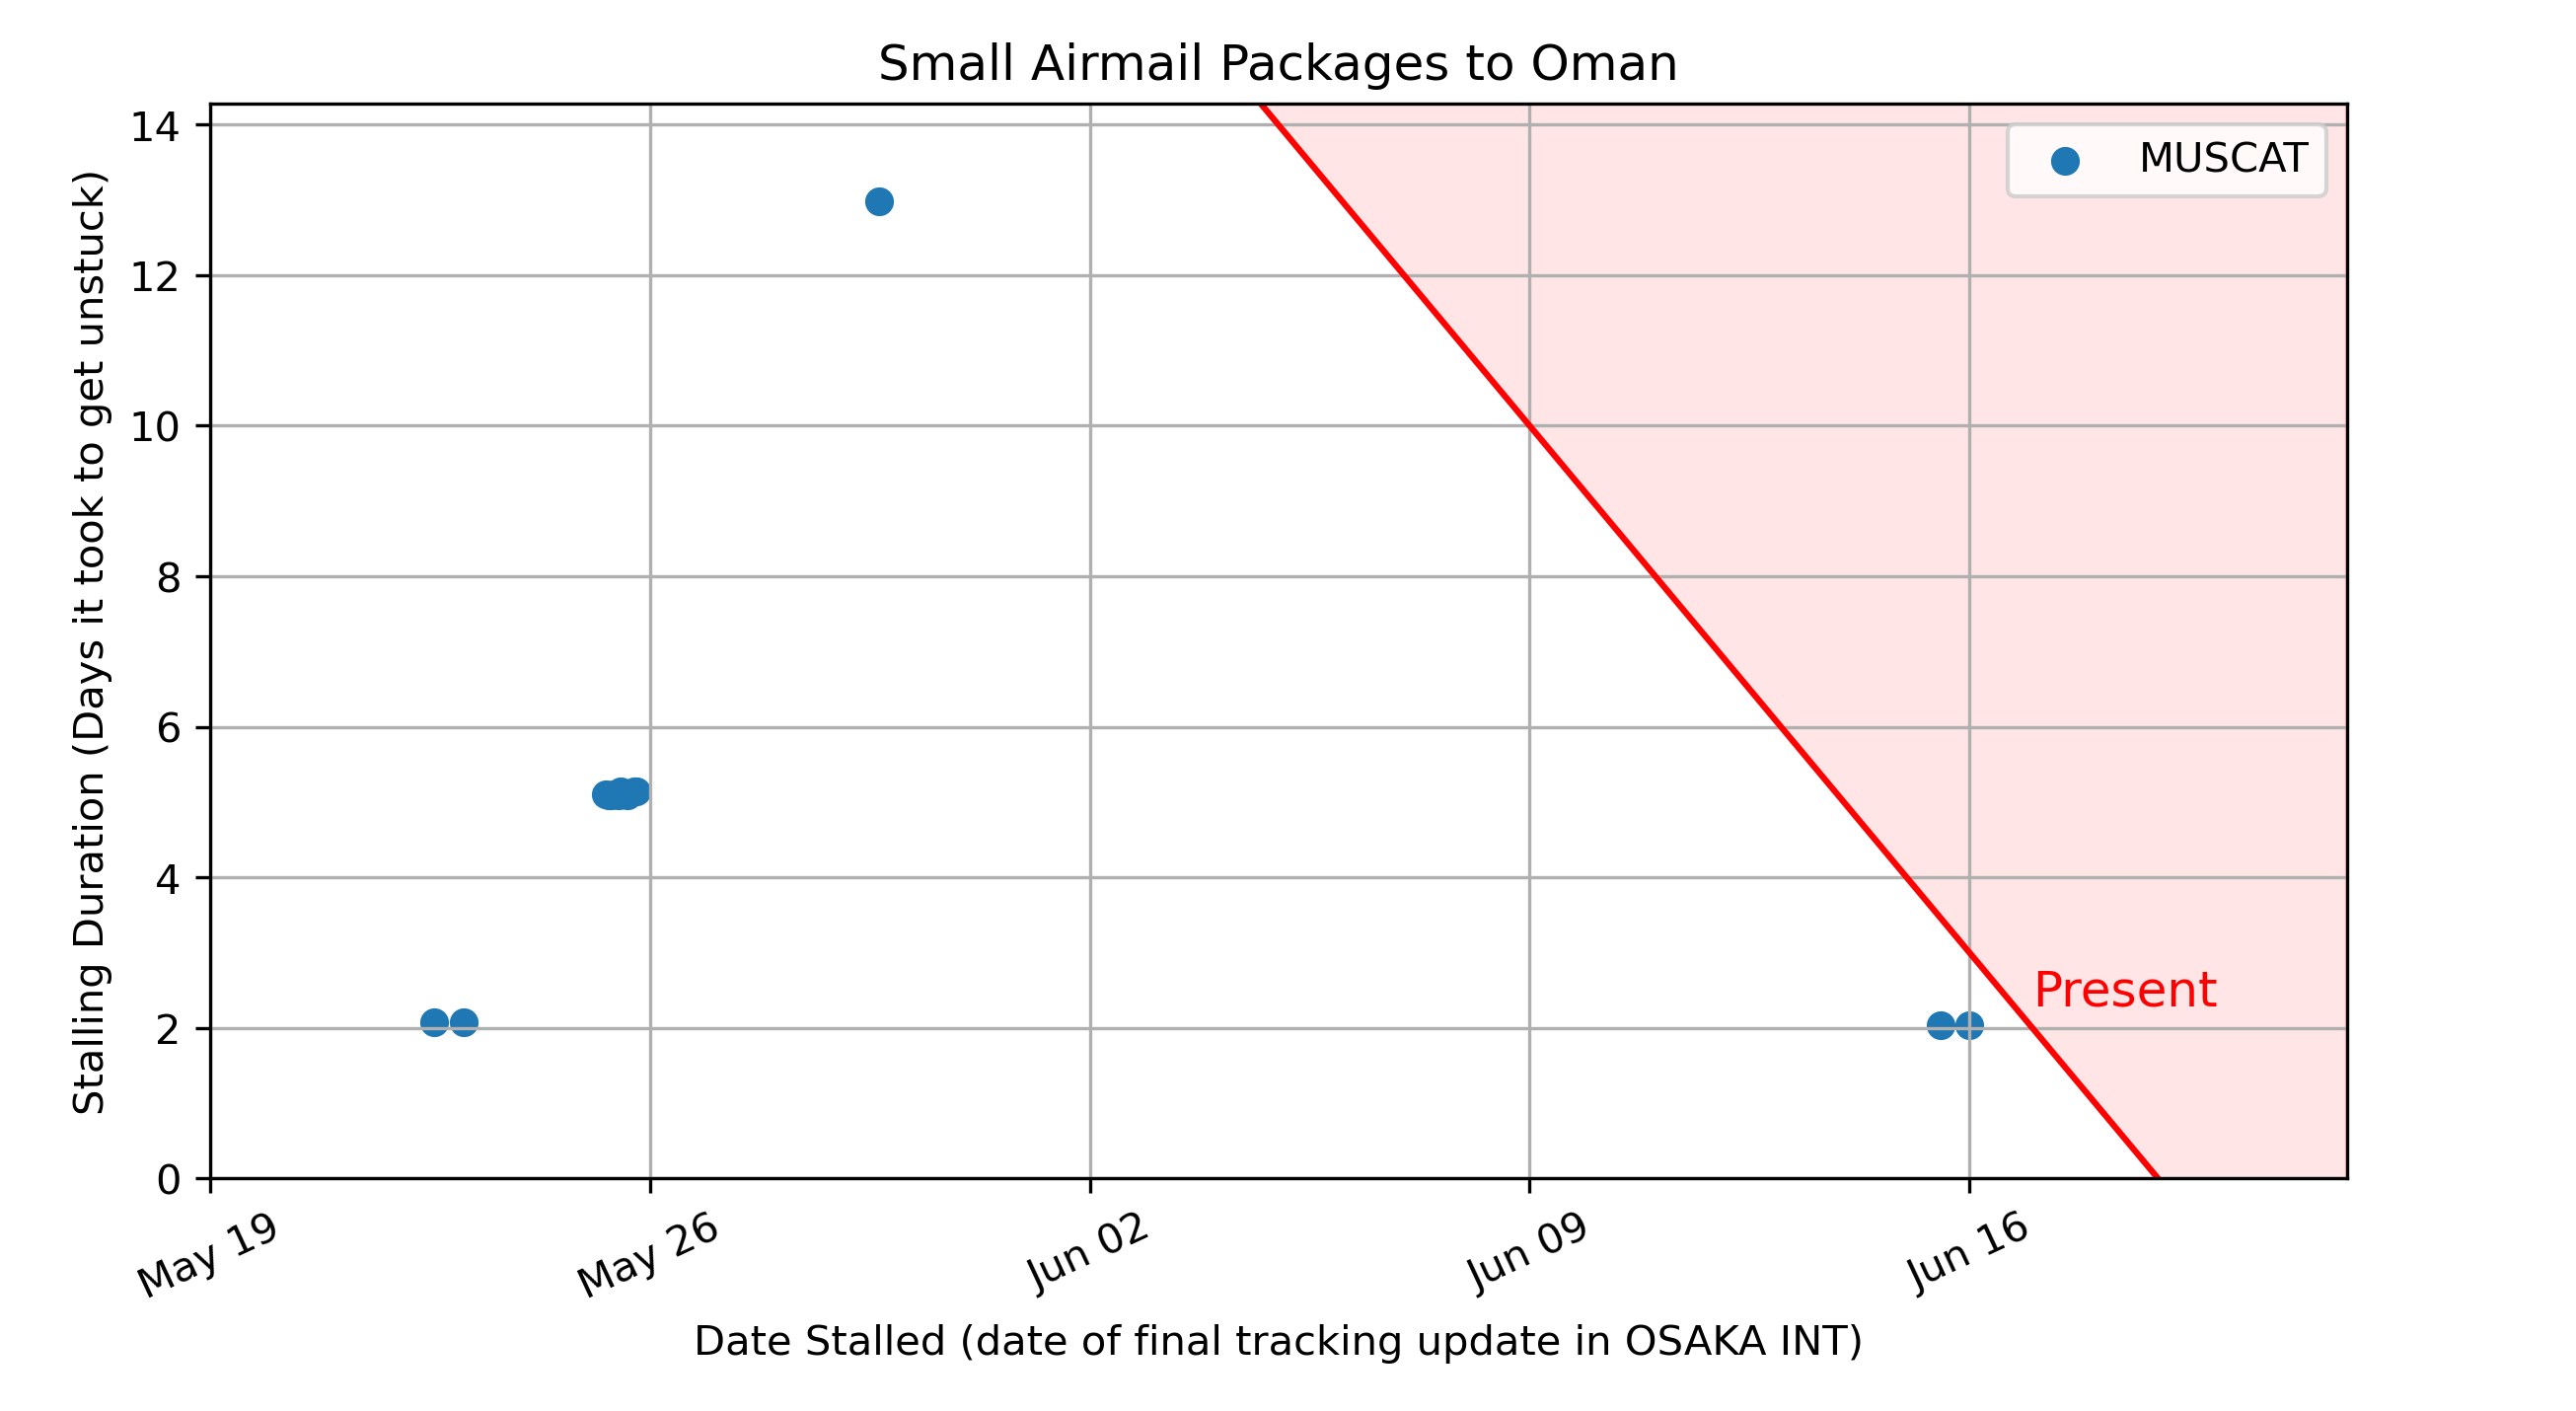 Small Airmail Packages to Oman
Stalling Duration (Days it took to get unstuck)
14
12
10
8
6
4
2
0
MUSCAT
Present
May 19
May 26
Jun 02
Jun 09
Jun 16
Date Stalled (date of final tracking update in OSAKA INT)